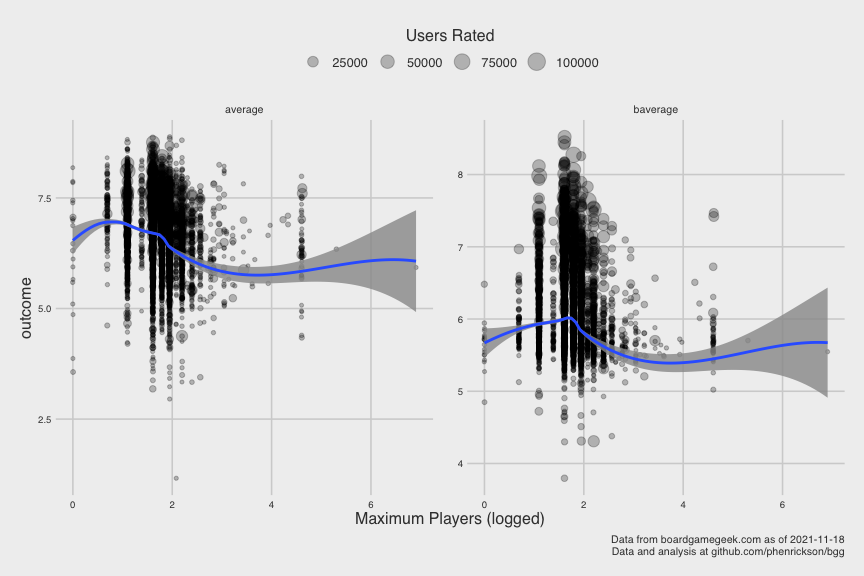 Users Rated
25000 50000 75000 100000
average
baverage
7.5
5.0
2.5
8
7
6
5
4
outcome
0 2 4 6
0 2 4 6
Maximum Players (logged)
Data from boardgamegeek.com as of 2021-11-18
Data and analysis at github.com/phenrickson/bgg